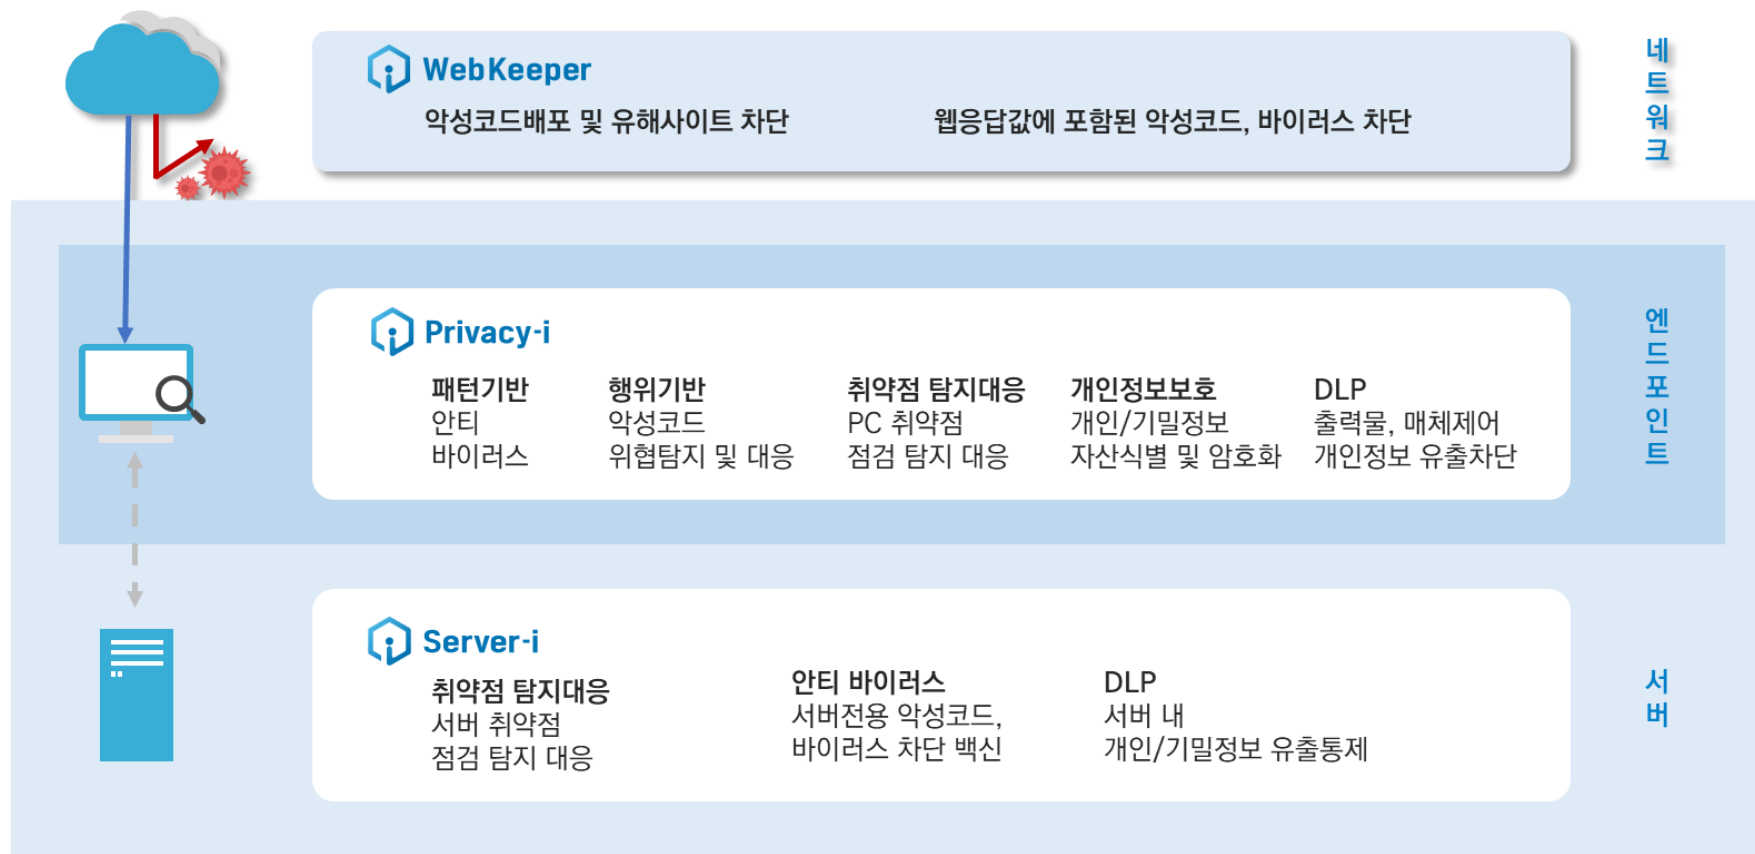 WebKeeper
악성코드배포 및 유해사이트 차단
웹응답값에 포함된 악성코드, 바이러스 차단
네트워크
Privacy-i
패턴기반
안티
바이러스
행위기반
악성코드
위협탐지 및 대응
취약점 탐지대응
PC 취약점
점검 탐지 대응
개인정보보호
개인/기밀정보
자산식별 및 암호화
DLP
출력물, 매체제어
개인정보 유출차단
엔드포인트
Server-i
취약점 탐지대응
서버 취약점
점검 탐지 대응
안티 바이러스
서버전용 악성코드,
바이러스 차단 백신
DLP
서버 내
개인/기밀정보 유출통제
서버